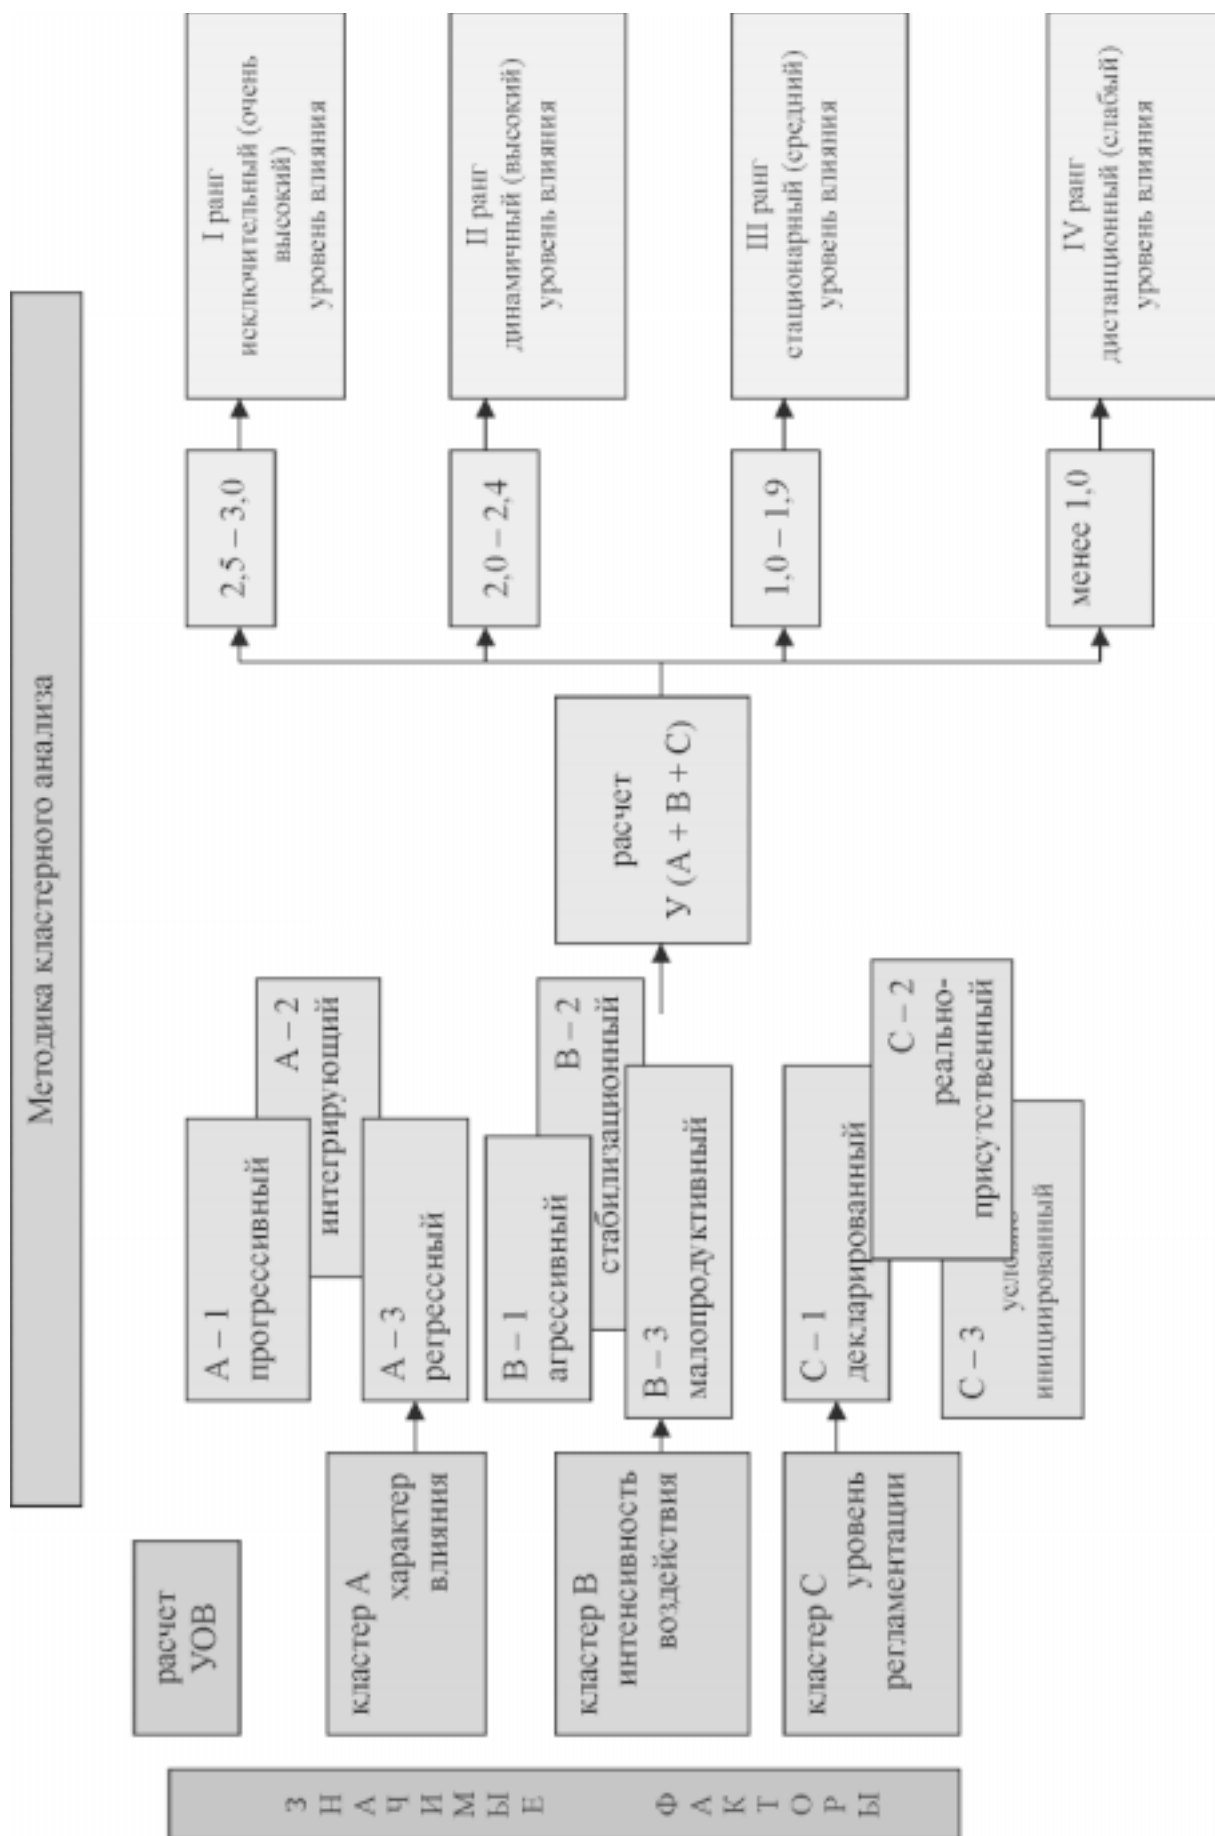 Методика кластерного анализа
расчет
УОВ
ЗНАЧИМЫЕ ФАКТОРЫ
кластер А
характер
влияния
кластер В
интенсивность
воздействия
кластер С
уровень
регламентации
А – 1
прогрессивный
А – 2
интегрирующий
А – 3
регрессный
В – 1
агрессивный
В – 2
стабилизационный
В – 3
малопродуктивный
С – 1
декларированный
С – 2
реально-
присутственный
С – 3
инициированный
расчет
У (А + В + С)
2,5 – 3,0
2,0 – 2,4
1,0 – 1,9
менее 1,0
I ранг
исключительный (очень
высокий)
уровень влияния
II ранг
динамичный (высокий)
уровень влияния
III ранг
стационарный (средний)
уровень влияния
IV ранг
дистанционный (слабый)
уровень влияния